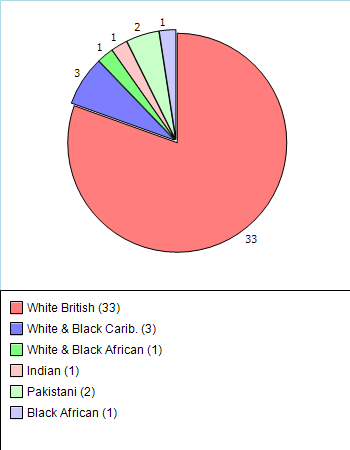 1
2
1
1
3
33
White British (33)
White & Black Carib. (3)
White & Black African (1)
Indian (1)
Pakistani (2)
Black African (1)